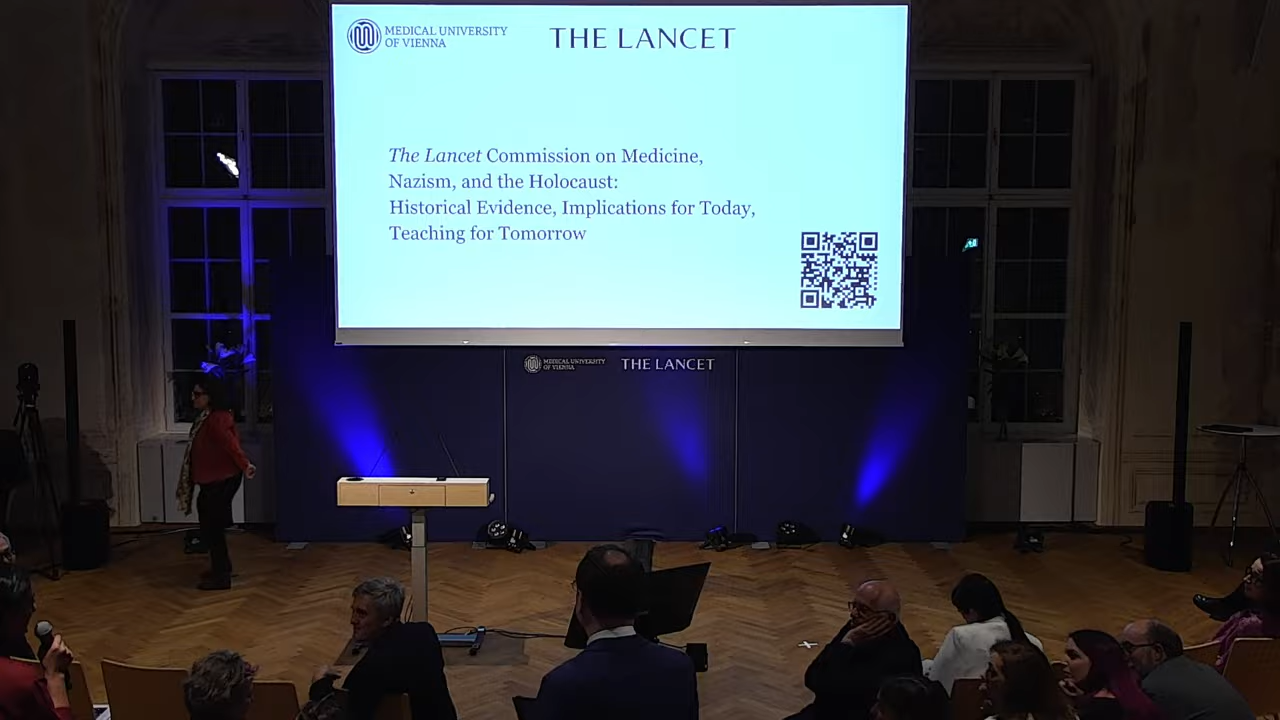 MEDICAL UNIVERSITY
OF VIENNA
THE LANCET
The Lancet Commission on Medicine,
Nazism, and the Holocaust:
Historical Evidence, Implications for Today,
Teaching for Tomorrow
MEDICAL UNIVERSITY
OF VIENNA
THE LANCET